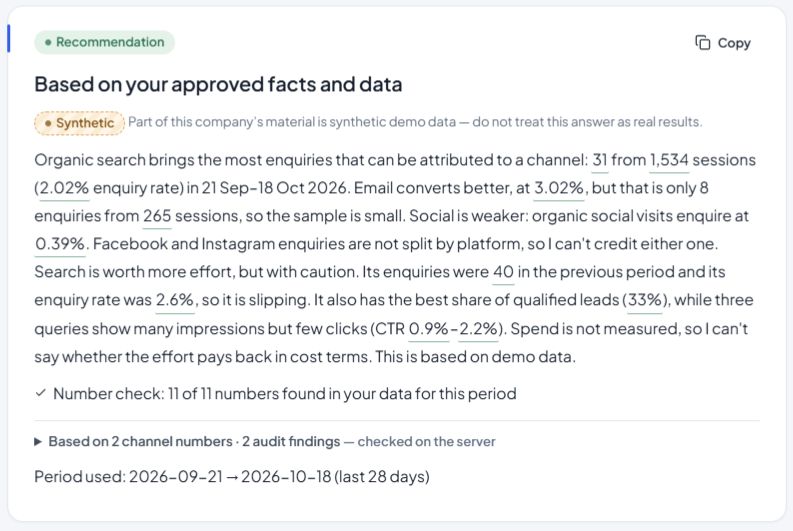 Recommendation
Copy
Based on your approved facts and data
Synthetic Part of this company's material is synthetic demo data — do not treat this answer as real results.
Organic search brings the most enquiries that can be attributed to a channel: 31 from 1,534 sessions
(2.02% enquiry rate) in 21 Sep–18 Oct 2026. Email converts better, at 3.02%, but that is only 8
enquiries from 265 sessions, so the sample is small. Social is weaker: organic social visits enquire at
0.39%. Facebook and Instagram enquiries are not split by platform, so I can't credit either one.
Search is worth more effort, but with caution. Its enquiries were 40 in the previous period and its
enquiry rate was 2.6%, so it is slipping. It also has the best share of qualified leads (33%), while three
queries show many impressions but few clicks (CTR 0.9%–2.2%). Spend is not measured, so I can't
say whether the effort pays back in cost terms. This is based on demo data.
✓ Number check: 11 of 11 numbers found in your data for this period
▶ Based on 2 channel numbers · 2 audit findings — checked on the server
Period used: 2026-09-21 → 2026-10-18 (last 28 days)